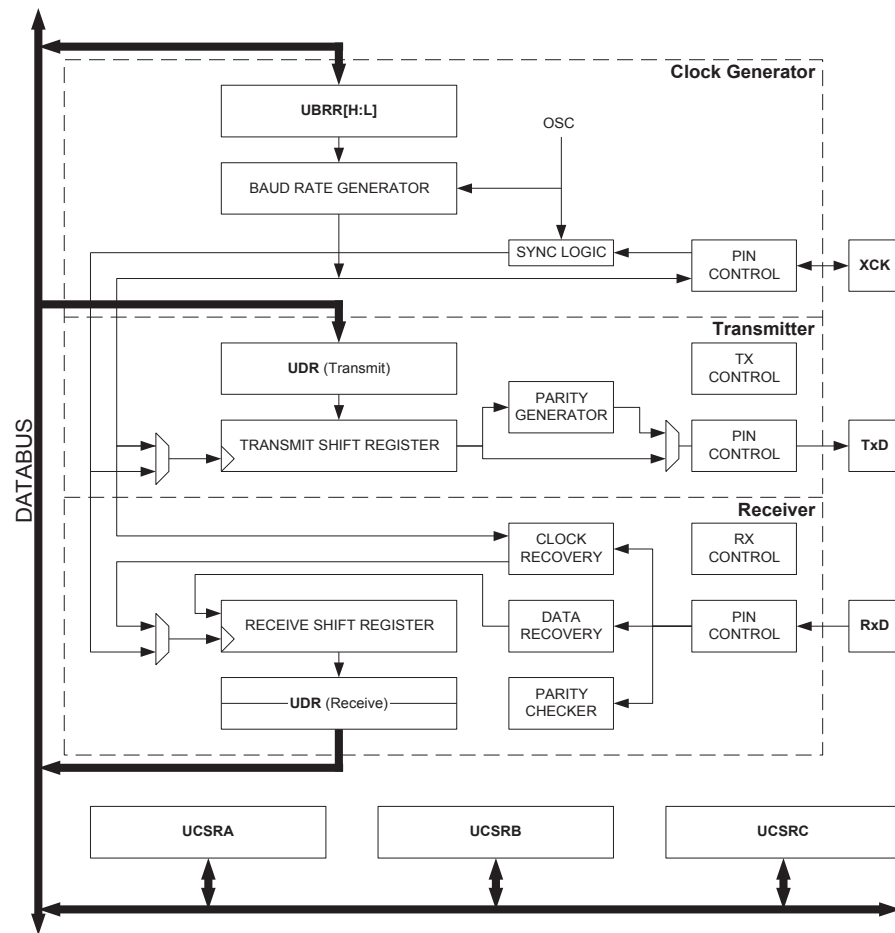 Clock Generator
UBRR[H:L]
OSC
BAUD RATE GENERATOR
SYNC LOGIC
PIN
CONTROL
XCK
Transmitter
UDR (Transmit)
TX
CONTROL
PARITY
GENERATOR
TRANSMIT SHIFT REGISTER
PIN
CONTROL
TxD
DATABUS
Receiver
CLOCK
RECOVERY
RX
CONTROL
RECEIVE SHIFT REGISTER
DATA
RECOVERY
PIN
CONTROL
RxD
UDR (Receive)
PARITY
CHECKER
UCSRA
UCSRB
UCSRC